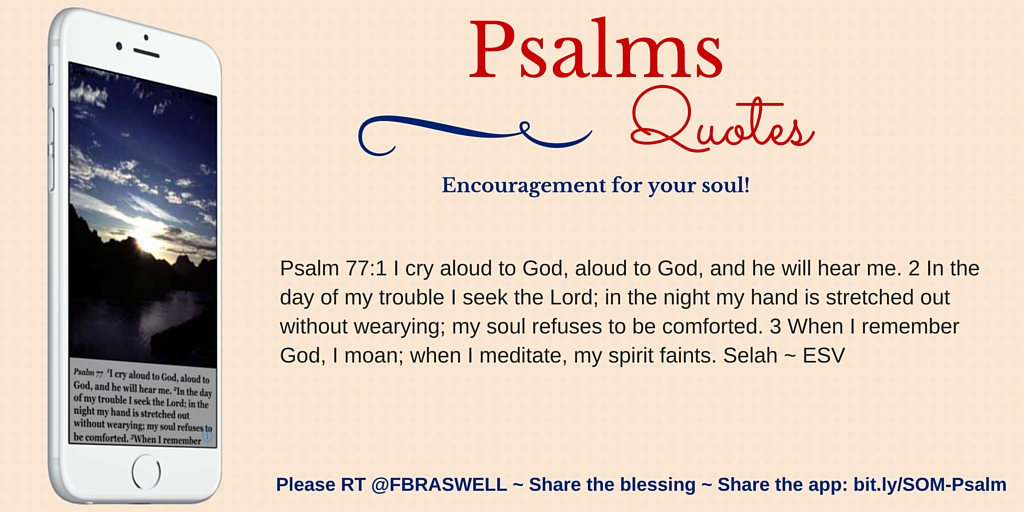 Psalms
Quotes
Encouragement for your soul!
Psalm 77:1 I cry aloud to God, aloud to God, and he will hear me. 2 In the
day of my trouble I seek the Lord; in the night my hand is stretched out
without wearying; my soul refuses to be comforted. 3 When I remember
God, I moan; when I meditate, my spirit faints. Selah ~ ESV
Psalm 77 ¹I cry aloud to God, aloud to
God, and he will hear me. ²In the day
of my trouble I seek the Lord; in the
night my hand is stretched out
without wearying; my soul refuses to
be comforted. ³When I remember
Please RT @FBRASWELL ~ Share the blessing ~ Share the app: bit.ly/SOM-Psalm